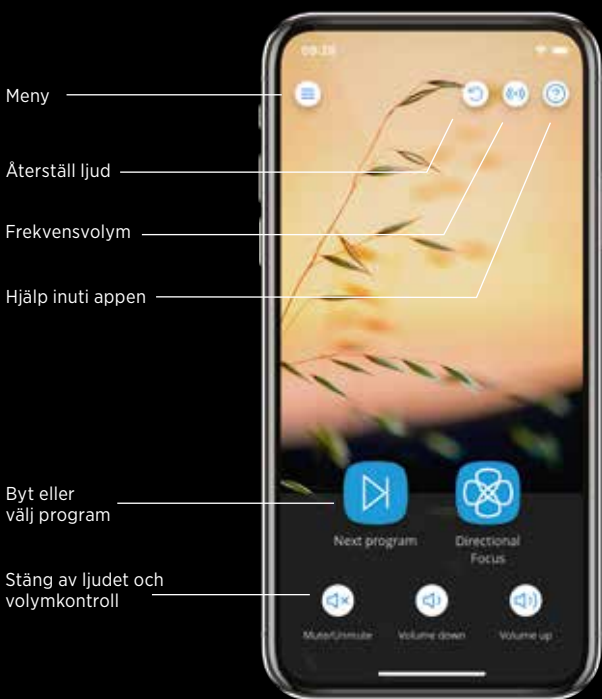 09:28
Meny
Återställ ljud
Frekvensvolym
Hjälp inuti appen
Byt eller
välj program
Next program
Directional
Focus
Stäng av ljudet och
volymkontroll
Mute/Unmute
Volume down
Volume up